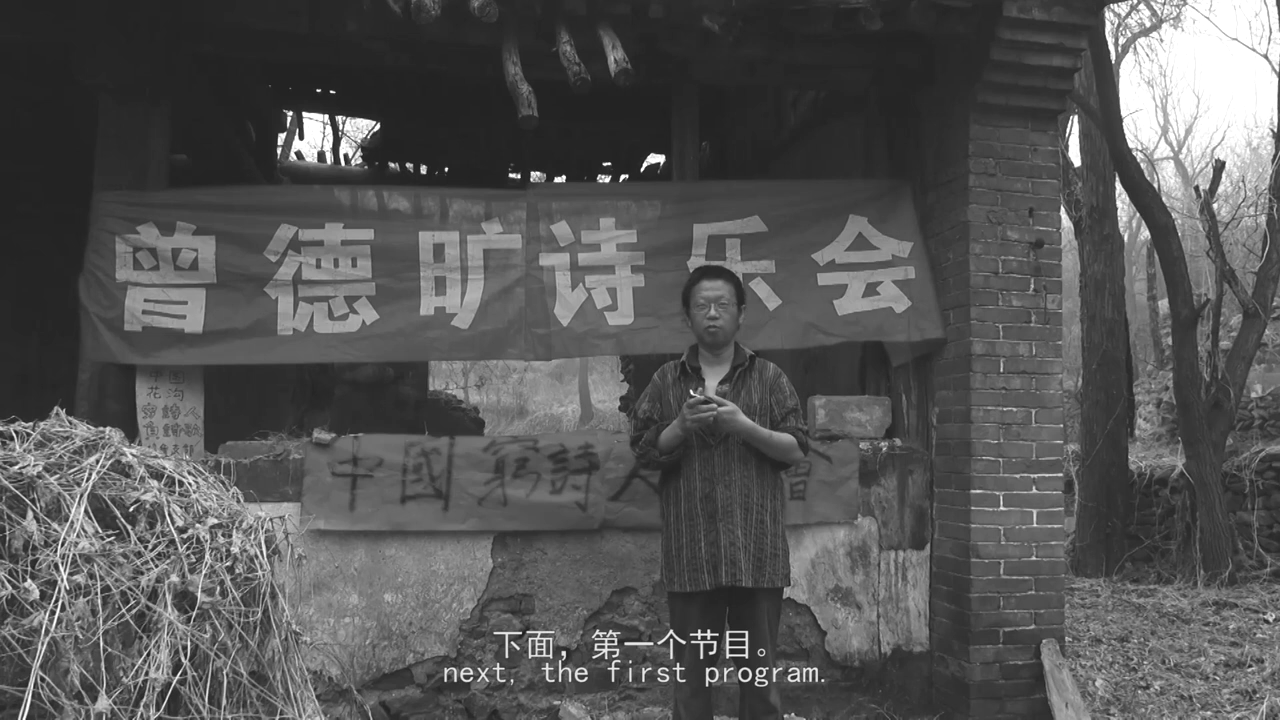 曾德旷诗乐会
中国
花沟
中國窮詩人
曾
下面，第一个节目。
next, the first program.